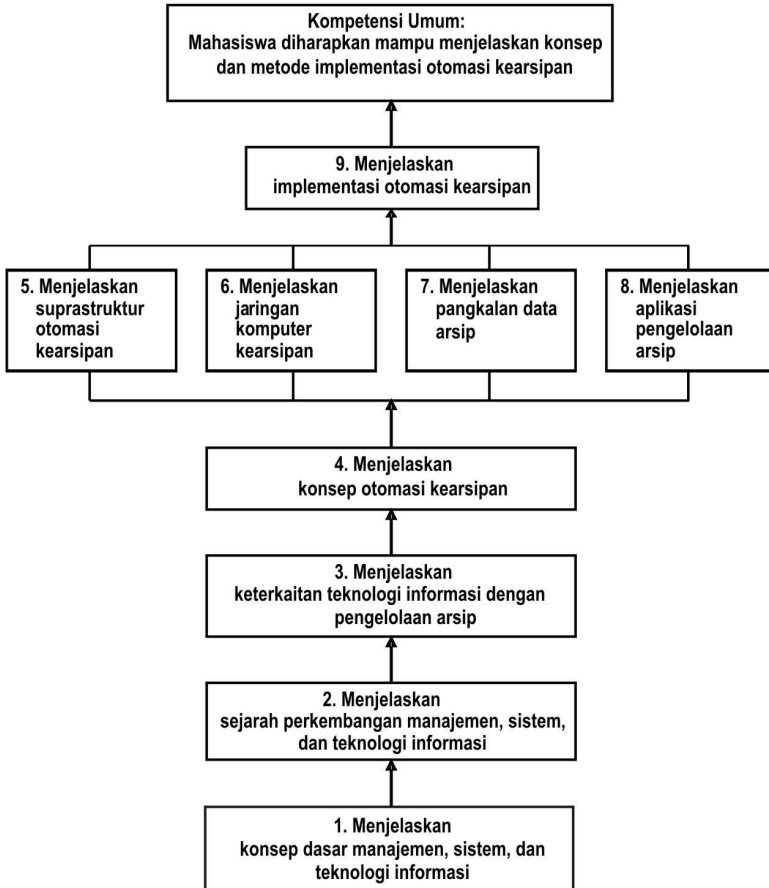 Kompetensi Umum:
Mahasiswa diharapkan mampu menjelaskan konsep
dan metode implementasi otomasi kearsipan
9. Menjelaskan
implementasi otomasi kearsipan
5. Menjelaskan
suprastruktur
otomasi
kearsipan
6. Menjelaskan
jaringan
komputer
kearsipan
7. Menjelaskan
pangkalan data
arsip
8. Menjelaskan
aplikasi
pengelolaan
arsip
4. Menjelaskan
konsep otomasi kearsipan
3. Menjelaskan
keterkaitan teknologi informasi dengan
pengelolaan arsip
2. Menjelaskan
sejarah perkembangan manajemen, sistem,
dan teknologi informasi
1. Menjelaskan
konsep dasar manajemen, sistem, dan
teknologi informasi